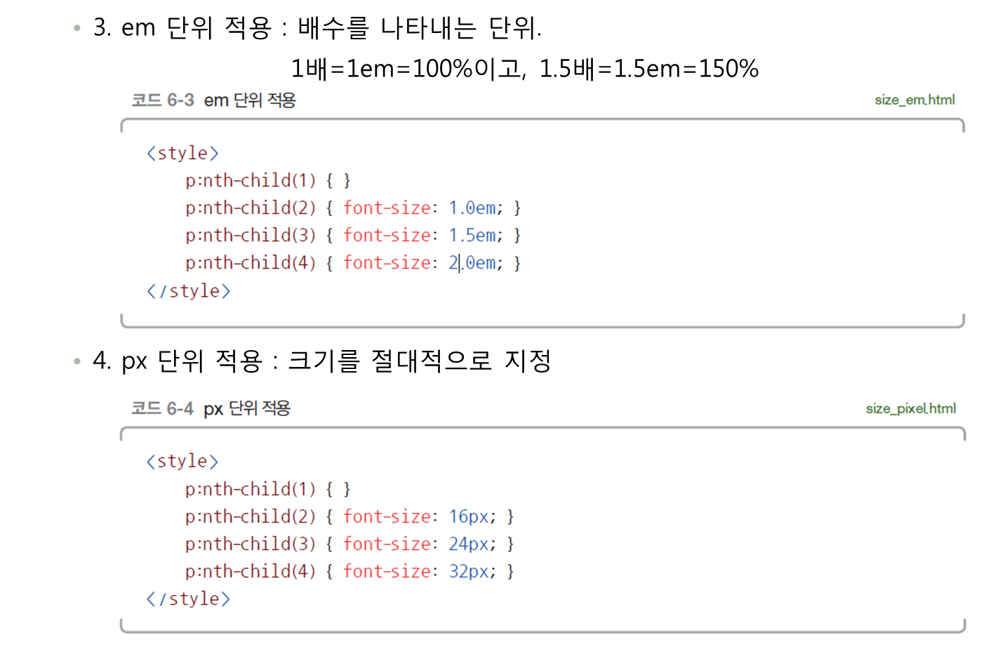 • 3. em 단위 적용 : 배수를 나타내는 단위.
1배=1em=100%이고, 1.5배=1.5em=150%
코드 6-3 em 단위 적용 size_em.html
<style>
p:nth-child(1) { }
p:nth-child(2) { font-size: 1.0em; }
p:nth-child(3) { font-size: 1.5em; }
p:nth-child(4) { font-size: 2.0em; }
</style>
• 4. px 단위 적용 : 크기를 절대적으로 지정
코드 6-4 px 단위 적용 size_pixel.html
<style>
p:nth-child(1) { }
p:nth-child(2) { font-size: 16px; }
p:nth-child(3) { font-size: 24px; }
p:nth-child(4) { font-size: 32px; }
</style>